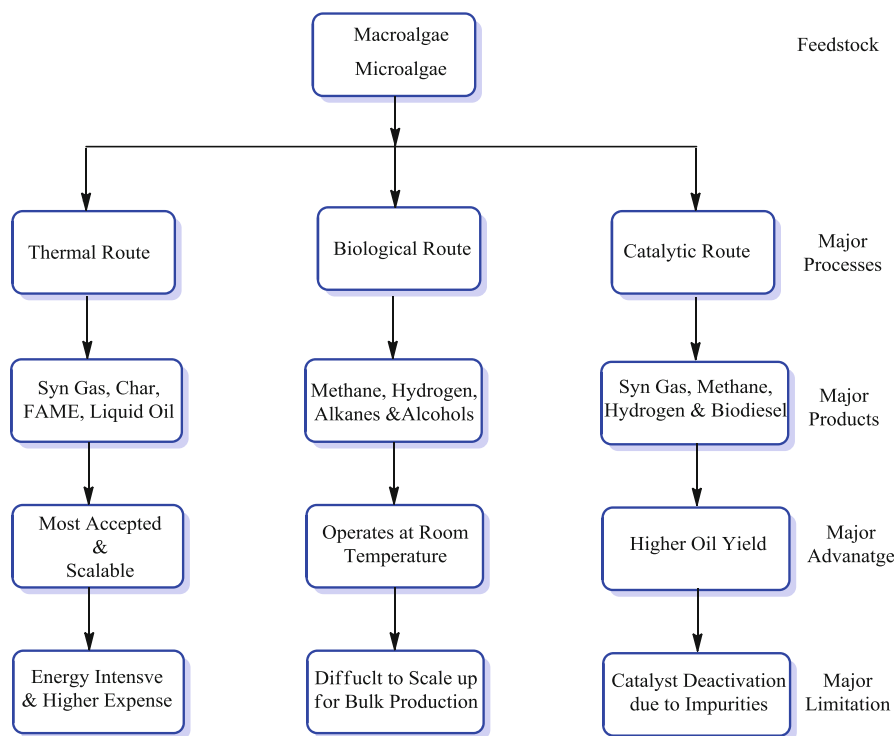 Macroalgae
Microalgae
Feedstock
Thermal Route
Biological Route
Catalytic Route
Major
Processes
Syn Gas, Char,
FAME, Liquid Oil
Methane, Hydrogen,
Alkanes &Alcohols
Syn Gas, Methane,
Hydrogen & Biodiesel
Major
Products
Most Accepted
&
Scalable
Operates at Room
Temperature
Higher Oil Yield
Major
Advanatge
Energy Intensve
& Higher Expense
Diffuclt to Scale up
for Bulk Production
Catalyst Deactivation
due to Impurities
Major
Limitation